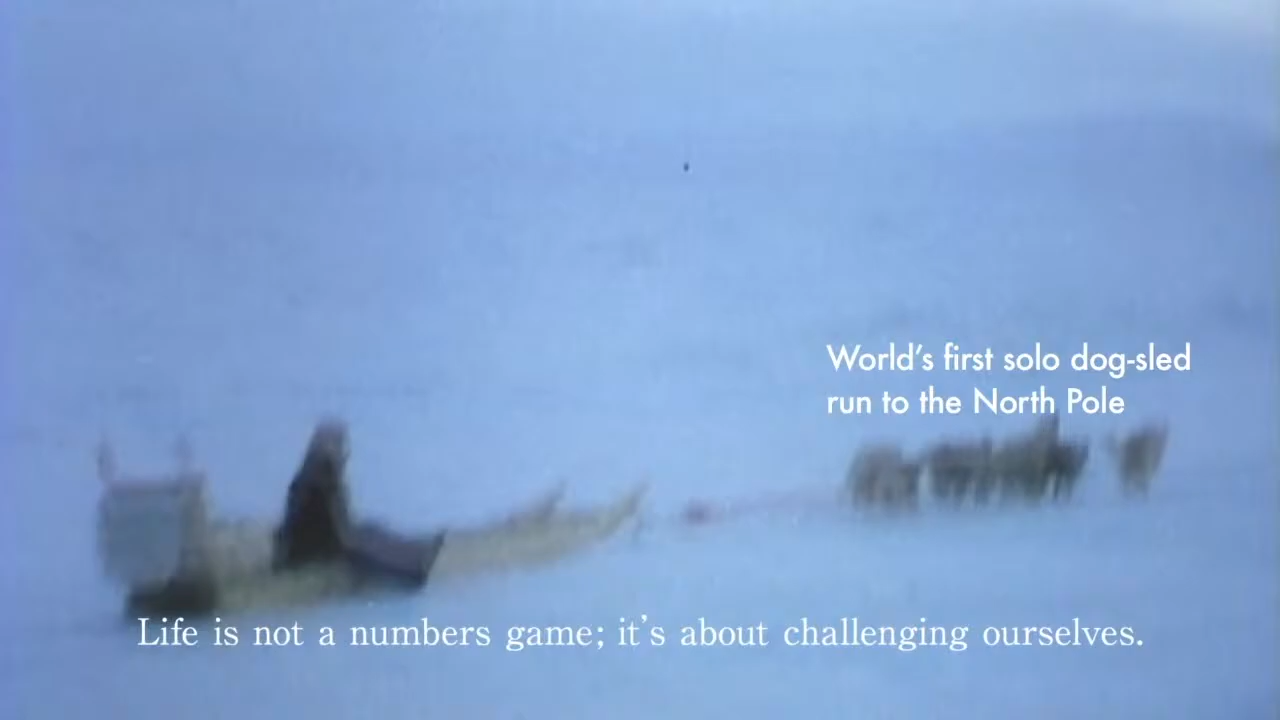 World's first solo dog-sled
run to the North Pole
Life is not a numbers game; it's about challenging ourselves.